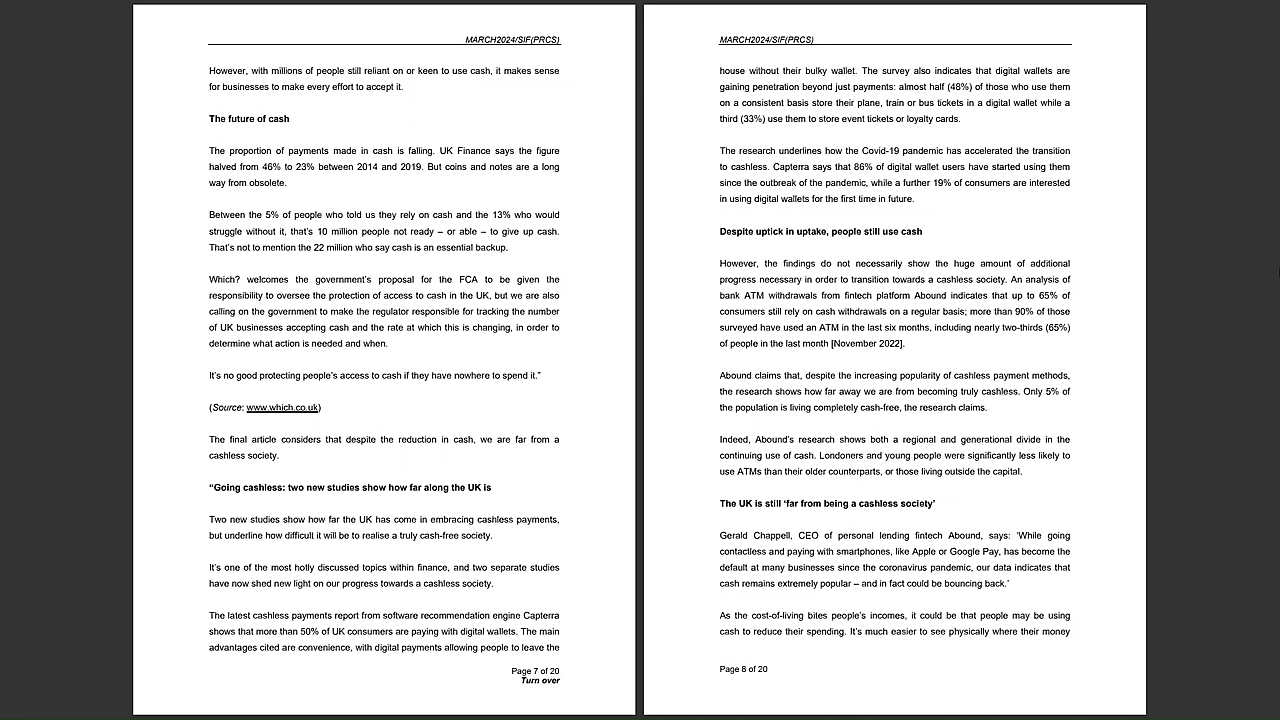 MARCH2024/SIF(PRCS)
However, with millions of people still reliant on or keen to use cash, it makes sense
for businesses to make every effort to accept it.
The future of cash
The proportion of payments made in cash is falling. UK Finance says the figure
halved from 46% to 23% between 2014 and 2019. But coins and notes are a long
way from obsolete.
Between the 5% of people who told us they rely on cash and the 13% who would
struggle without it, that's 10 million people not ready – or able – to give up cash.
That's not to mention the 22 million who say cash is an essential backup.
Which? welcomes the government's proposal for the FCA to be given the
responsibility to oversee the protection of access to cash in the UK, but we are also
calling on the government to make the regulator responsible for tracking the number
of UK businesses accepting cash and the rate at which this is changing, in order to
determine what action is needed and when.
It's no good protecting people's access to cash if they have nowhere to spend it."
(Source: www.which.co.uk)
The final article considers that despite the reduction in cash, we are far from a
cashless society.
"Going cashless: two new studies show how far along the UK is
Two new studies show how far the UK has come in embracing cashless payments,
but underline how difficult it will be to realise a truly cash-free society.
It's one of the most hotly discussed topics within finance, and two separate studies
have now shed new light on our progress towards a cashless society.
The latest cashless payments report from software recommendation engine Capterra
shows that more than 50% of UK consumers are paying with digital wallets. The main
advantages cited are convenience, with digital payments allowing people to leave the
Page 7 of 20
Turn over
MARCH2024/SIF(PRCS)
house without their bulky wallet. The survey also indicates that digital wallets are
gaining penetration beyond just payments: almost half (48%) of those who use them
on a consistent basis store their plane, train or bus tickets in a digital wallet while a
third (33%) use them to store event tickets or loyalty cards.
The research underlines how the Covid-19 pandemic has accelerated the transition
to cashless. Capterra says that 86% of digital wallet users have started using them
since the outbreak of the pandemic, while a further 19% of consumers are interested
in using digital wallets for the first time in future.
Despite uptick in uptake, people still use cash
However, the findings do not necessarily show the huge amount of additional
progress necessary in order to transition towards a cashless society. An analysis of
bank ATM withdrawals from fintech platform Abound indicates that up to 65% of
consumers still rely on cash withdrawals on a regular basis; more than 90% of those
surveyed have used an ATM in the last six months, including nearly two-thirds (65%)
of people in the last month [November 2022].
Abound claims that, despite the increasing popularity of cashless payment methods,
the research shows how far away we are from becoming truly cashless. Only 5% of
the population is living completely cash-free, the research claims.
Indeed, Abound's research shows both a regional and generational divide in the
continuing use of cash. Londoners and young people were significantly less likely to
use ATMs than their older counterparts, or those living outside the capital.
The UK is still 'far from being a cashless society'
Gerald Chappell, CEO of personal lending fintech Abound, says: 'While going
contactless and paying with smartphones, like Apple or Google Pay, has become the
default at many businesses since the coronavirus pandemic, our data indicates that
cash remains extremely popular – and in fact could be bouncing back.'
As the cost-of-living bites people's incomes, it could be that people may be using
cash to reduce their spending. It's much easier to see physically where their money
Page 8 of 20